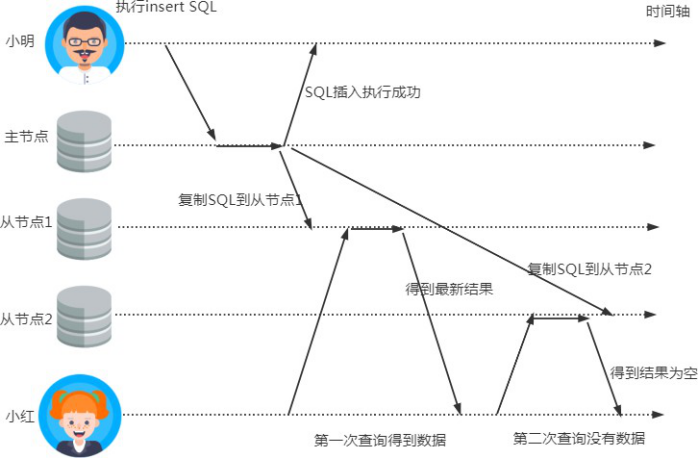 执行insert SQL
时间轴
小明
SQL插入执行成功
主节点
复制SQL到从节点1
从节点1
复制SQL到从节点2
得到最新结果
从节点2
得到结果为空
小红
第一次查询得到数据
第二次查询没有数据